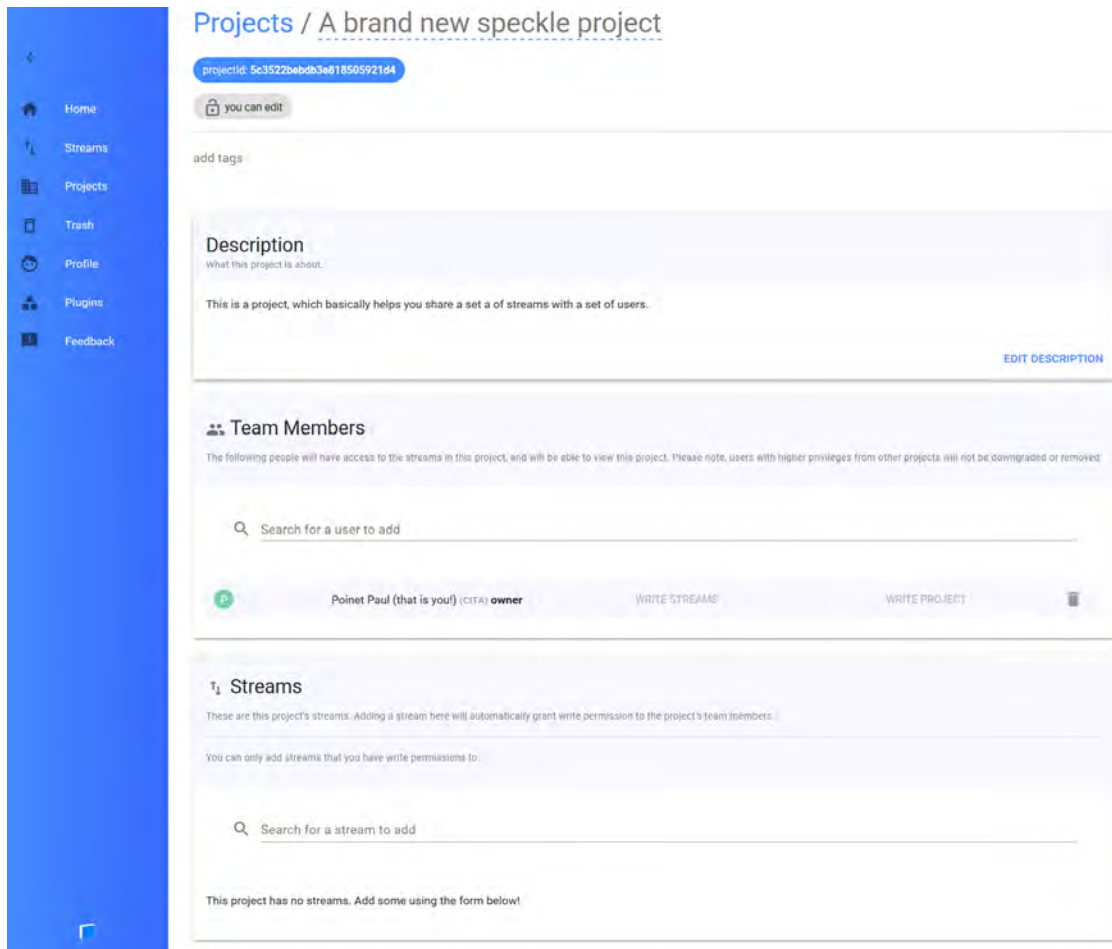 Projects / A brand new speckle project
projectId: 5c3522bebdb3e818505921d4
you can edit
add tags
Home
Streams
Projects
Trash
Profile
Plugins
Feedback
Description
What this project is about.
This is a project, which basically helps you share a set a of streams with a set of users.
EDIT DESCRIPTION
Team Members
The following people will have access to the streams in this project, and will be able to view this project. Please note, users with higher privileges from other projects will not be downgraded or removed.
Search for a user to add
P
Poinet Paul (that is you!) (CITA) owner WRITE STREAMS WRITE PROJECT
Streams
These are this project's streams. Adding a stream here will automatically grant write permission to the project's team members.
You can only add streams that you have write permissions to.
Search for a stream to add
This project has no streams. Add some using the form below!